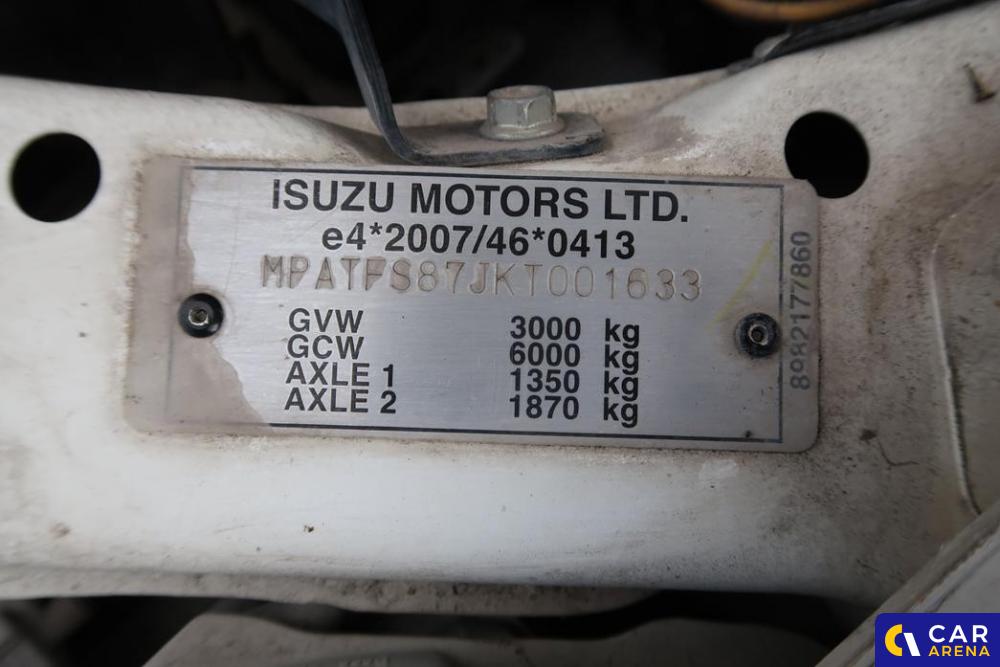 ISUZU MOTORS LTD.
e4*2007/46*0413
MPATFS87JKT001633
GVW 3000 kg
GCW 6000 kg
AXLE 1 1350 kg
AXLE 2 1870 kg
8982177860
CAR
ARENA